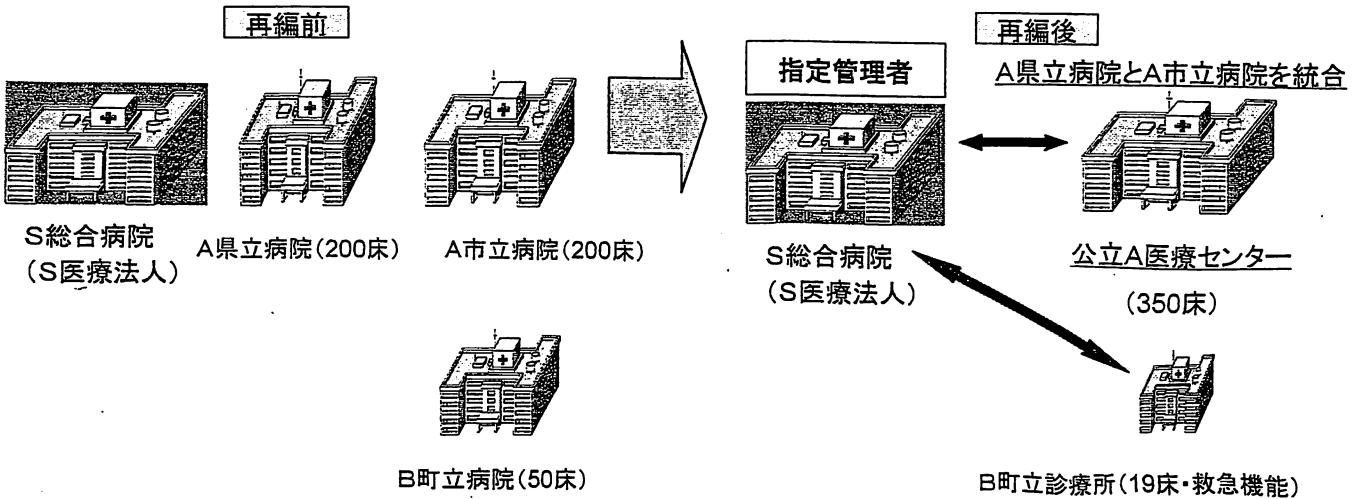 再編前
S総合病院
(S医療法人)
A県立病院(200床)
A市立病院(200床)
B町立病院(50床)
再編後
指定管理者
A県立病院とA市立病院を統合
S総合病院
(S医療法人)
公立A医療センター
(350床)
B町立診療所(19床・救急機能)